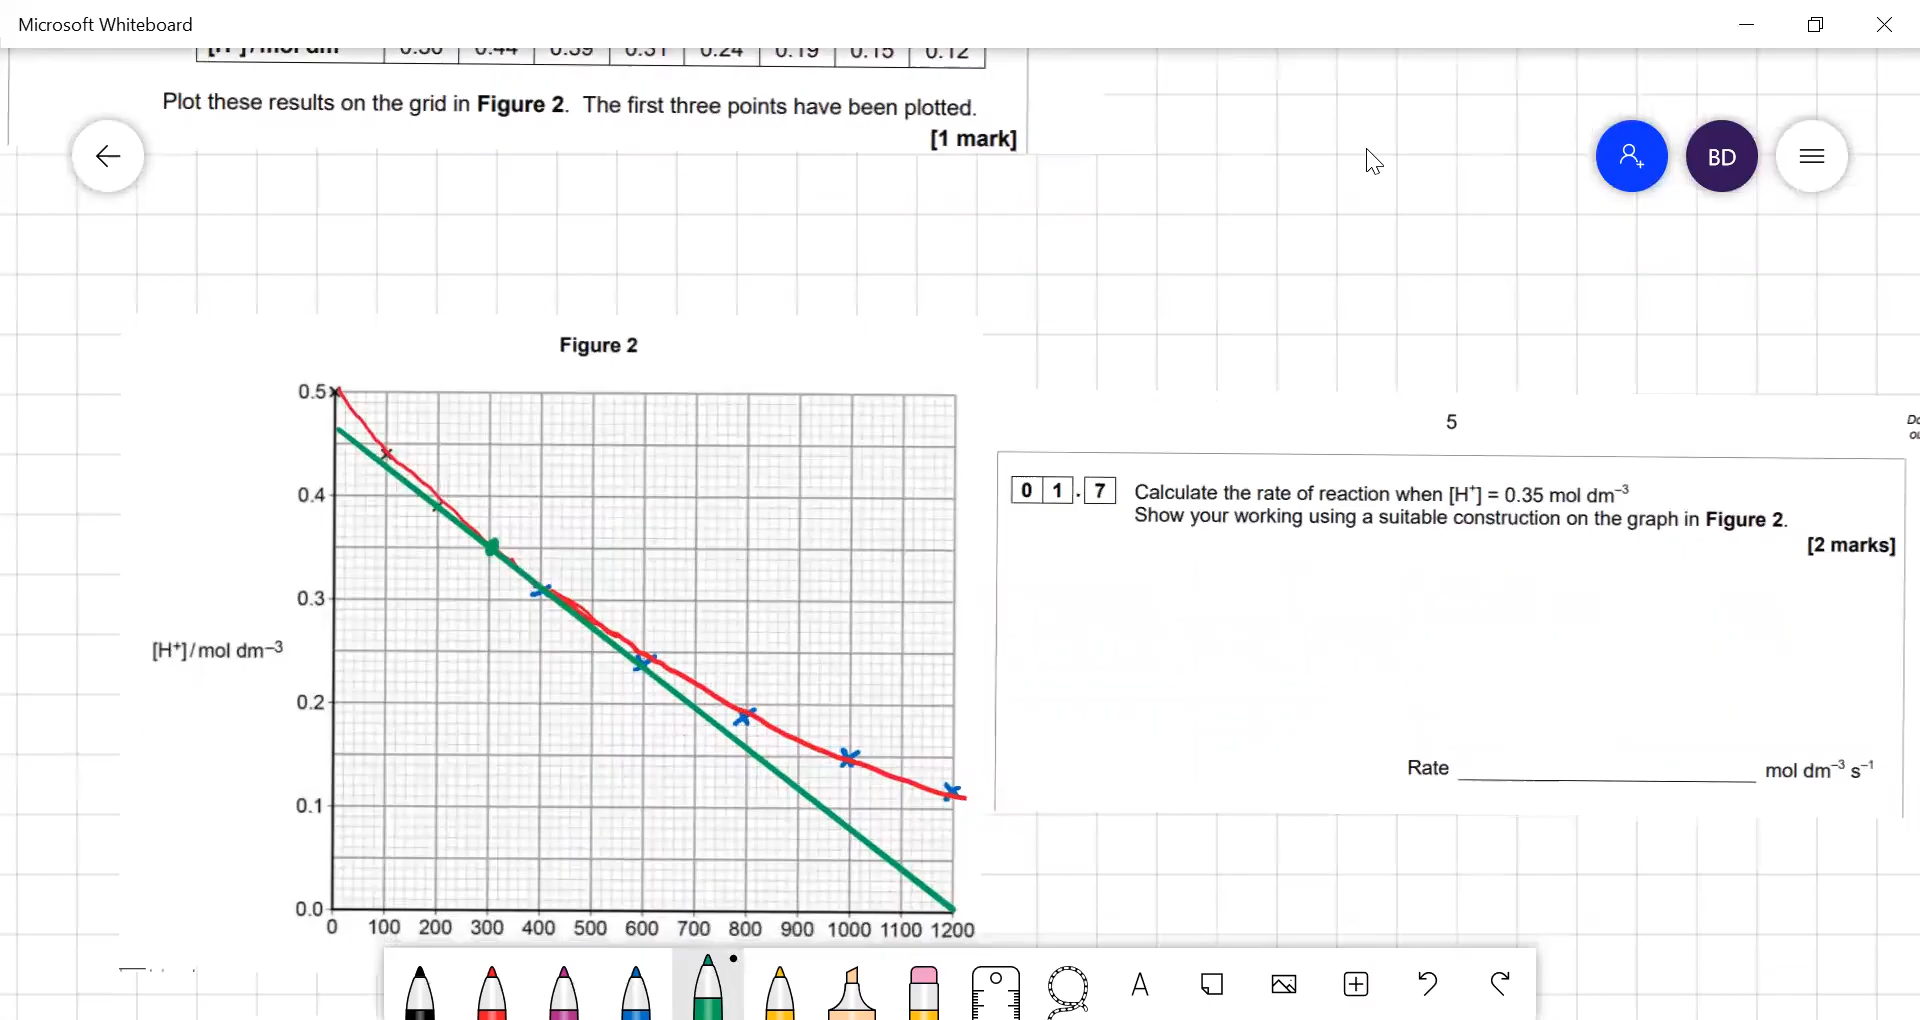 Microsoft Whiteboard
[H⁺]/mol dm 0.50 0.44 0.39 0.31 0.24 0.19 0.15 0.12
Plot these results on the grid in Figure 2. The first three points have been plotted.
[1 mark]
BD
Figure 2
0.5
0.4
0.3
[H⁺]/mol dm⁻³
0.2
0.1
0.0
0 100 200 300 400 500 600 700 800 900 1000 1100 1200
5
0 1 . 7 Calculate the rate of reaction when [H⁺] = 0.35 mol dm⁻³
Show your working using a suitable construction on the graph in Figure 2.
[2 marks]
Rate ____________ mol dm⁻³ s⁻¹
A